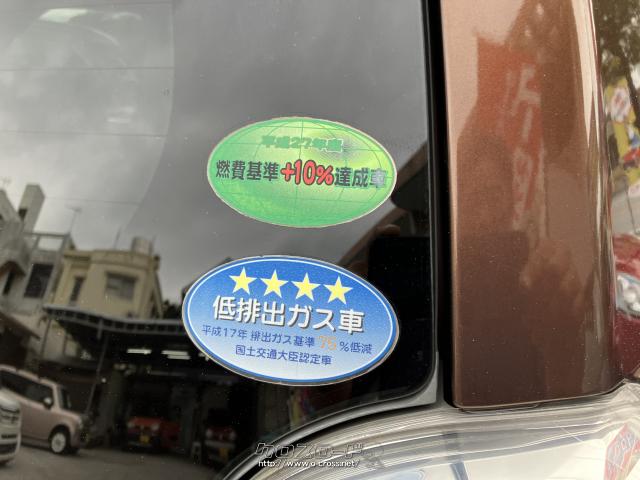 平成27年度
燃費基準+10%達成車
★★★★
低排出ガス車
平成17年 排出ガス基準 75%低減
国土交通大臣認定車
クロスロード
http://www.o-cross.net/